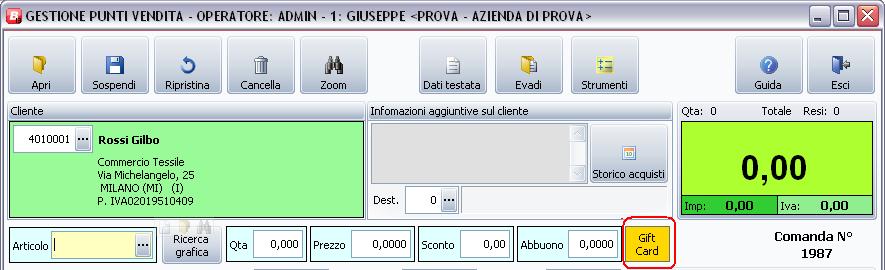 GESTIONE PUNTI VENDITA - OPERATORE: ADMIN - 1: GIUSEPPE <PROVA - AZIENDA DI PROVA>
Apri Sospendi Ripristina Cancella Zoom Dati testata Evadi Strumenti Guida Esci
Cliente Infomazioni aggiuntive sul cliente Qta: 0 Totale Resi: 0
4010001 ... Rossi Gilbo
Commercio Tessile
Via Michelangelo, 25
MILANO (MI) (I)
P. IVA02019510409
Storico acquisti
Dest. 0 ...
0,00
Imp: 0,00 Iva: 0,00
Articolo ... Ricerca grafica Qta 0,000 Prezzo 0,0000 Sconto 0,00 Abbuono 0,0000 Gift Card
Comanda N°
1987